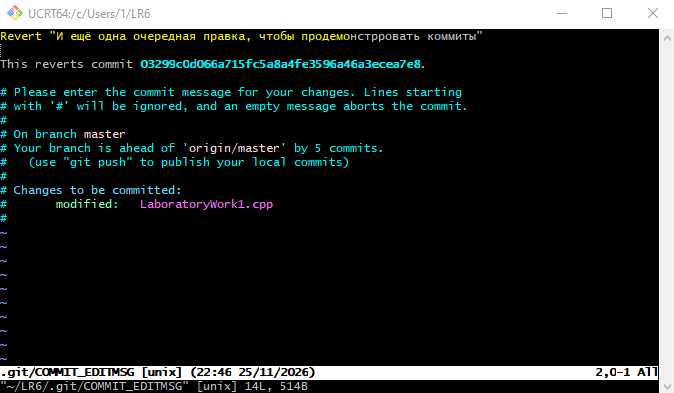 UCRT64:/c/Users/1/LR6
Revert "И ещё одна очередная правка, чтобы продемонстрровать коммиты"
This reverts commit 03299c0d066a715fc5a8a4fe3596a46a3ecea7e8.
# Please enter the commit message for your changes. Lines starting
# with '#' will be ignored, and an empty message aborts the commit.
#
# On branch master
# Your branch is ahead of 'origin/master' by 5 commits.
#   (use "git push" to publish your local commits)
#
# Changes to be committed:
#       modified:   LaboratoryWork1.cpp
#
~
~
~
~
~
~
~
~
~
~
.git/COMMIT_EDITMSG [unix] (22:46 25/11/2026) 2,0-1 All
"~/LR6/.git/COMMIT_EDITMSG" [unix] 14L, 514B